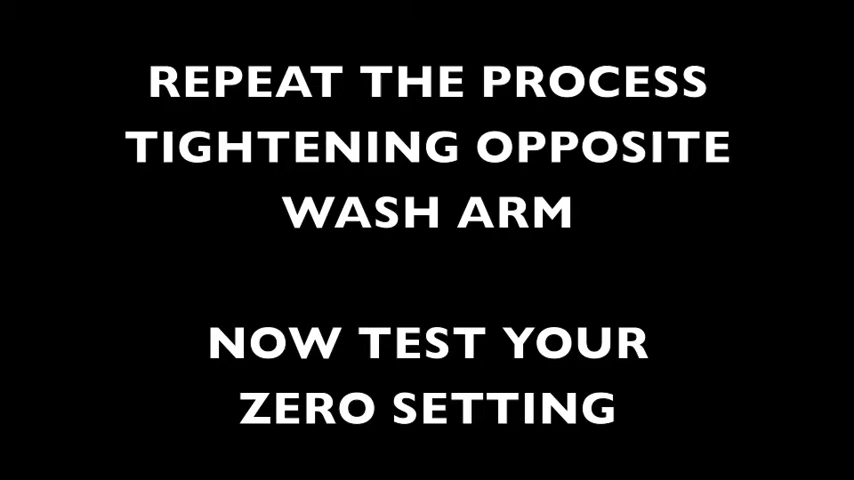 REPEAT THE PROCESS
TIGHTENING OPPOSITE
WASH ARM
NOW TEST YOUR
ZERO SETTING